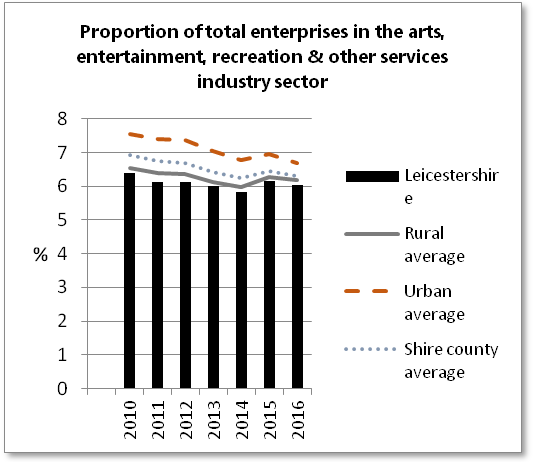 Proportion of total enterprises in the arts,
entertainment, recreation & other services
industry sector
8
7
6
5
4
3
2
1
0
%
2010
2011
2012
2013
2014
2015
2016
Leicestershir
e
Rural
average
Urban
average
Shire county
average